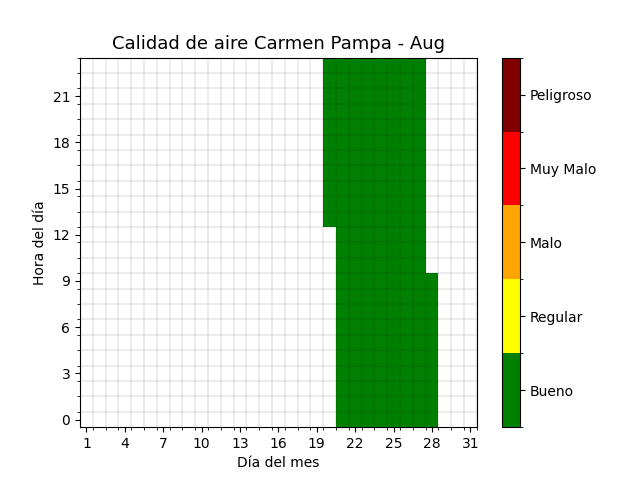 Calidad de aire Carmen Pampa - Aug
Hora del día
21
18
15
12
9
6
3
0
1 4 7 10 13 16 19 22 25 28 31
Día del mes
Peligroso
Muy Malo
Malo
Regular
Bueno